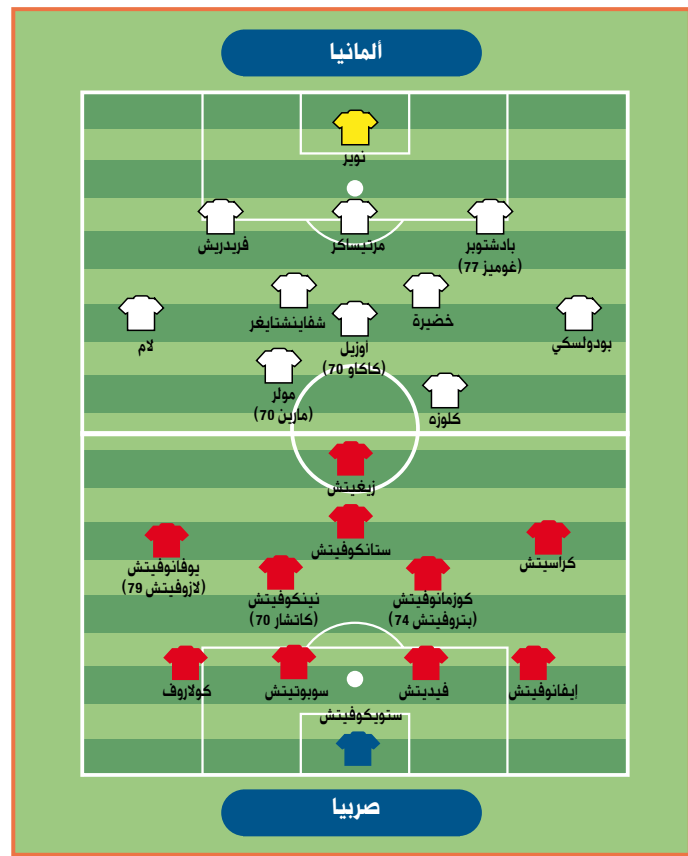 ألمانيا
نوير
بادشتوبر
(غوميز 77)
مرتيساكر
فريدريش
خضيرة
شفاينشتايغر
بودولسكي
أوزيل
(كاكاو 70)
لام
كلوزه
مولر
(مارين 70)
زيغيتش
ستانكوفيتش
كراسيتش
يوفانوفيتش
(لازوفيتش 79)
كوزمانوفيتش
(بتروفيتش 74)
نينكوفيتش
(كاتشار 70)
إيفانوفيتش
فيديتش
سوبوتيتش
كولاروف
ستويكوفيتش
صربيا